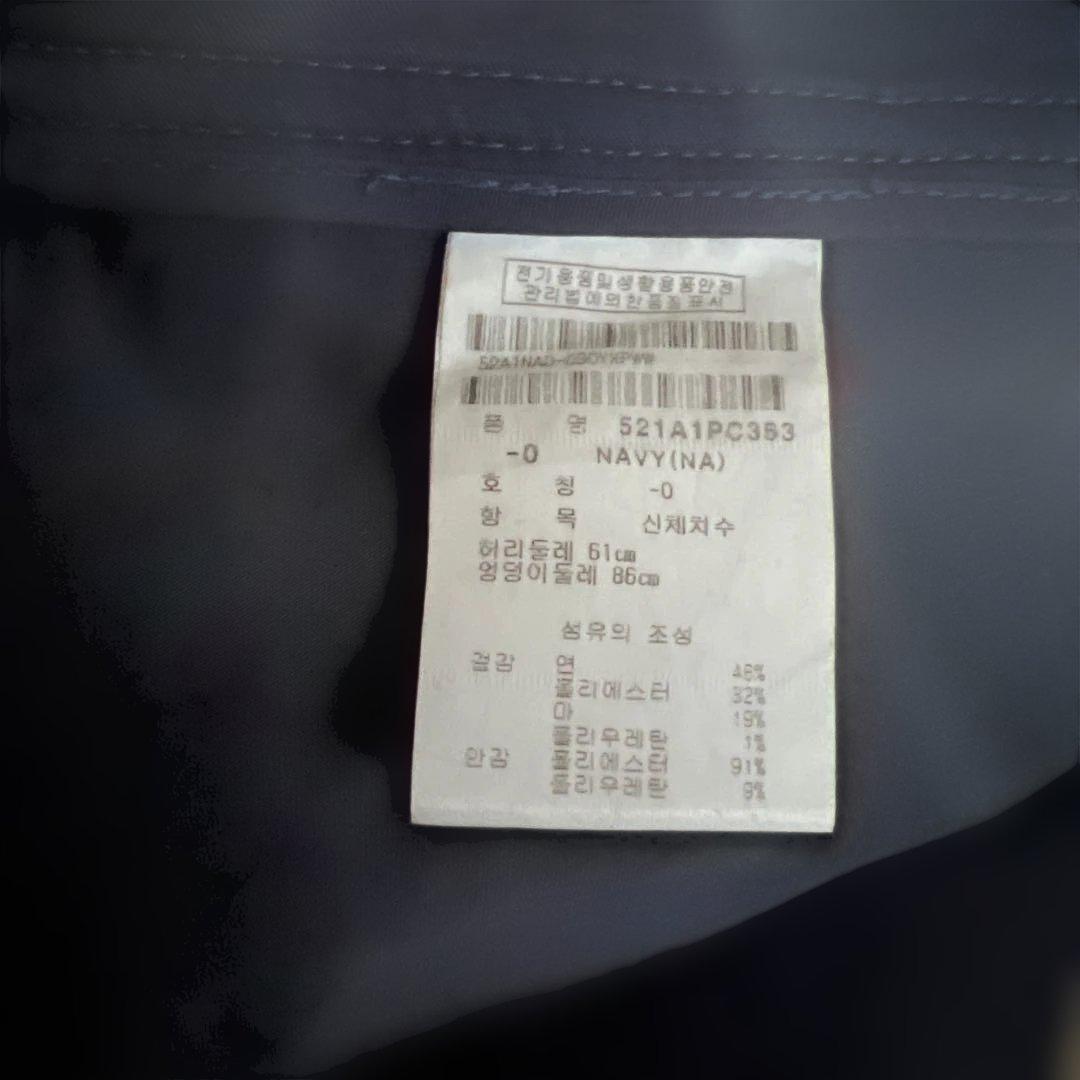 전기용품및생활용품안전
관리법에의한품질표시
품 명 521A1PC353
-0 NAVY(NA)
호 칭 -0
항 목 신체치수
허리둘레 61cm
엉덩이둘레 86cm
섬유의 조성
겉감 면 48%
폴리에스터 32%
마 19%
폴리우레탄 1%
안감 폴리에스터 91%
폴리우레탄 9%